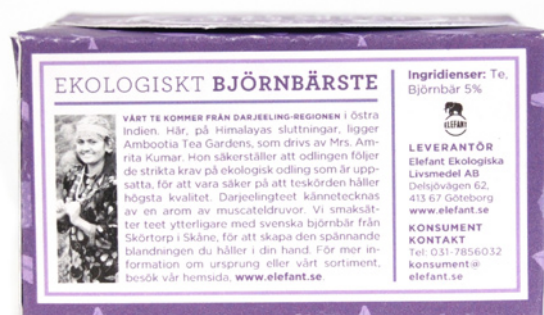 EKOLOGISKT BJÖRNBÄRSTE
VÅRT TE KOMMER FRÅN DARJEELING-REGIONEN i östra
Indien. Här, på Himalayas sluttningar, ligger
Ambootia Tea Gardens, som drivs av Mrs. Am-
rita Kumar. Hon säkerställer att odlingen följer
de strikta krav på ekologisk odling som är upp-
satta, för att vara säker på att teskörden håller
högsta kvalitet. Darjeelingteet kännetecknas
av en arom av muscateldruvor. Vi smaksät-
ter teet ytterligare med svenska björnbär från
Skörtorp i Skåne, för att skapa den spännande
blandningen du håller i din hand. För mer in-
formation om ursprung eller vårt sortiment,
besök vår hemsida, www.elefant.se.
Ingridienser: Te,
Björnbär 5%
ELEFANT
LEVERANTÖR
Elefant Ekologiska
Livsmedel AB
Delsjövägen 62,
413 67 Göteborg
www.elefant.se
KONSUMENT
KONTAKT
Tel: 031-7856032
konsument@
elefant.se